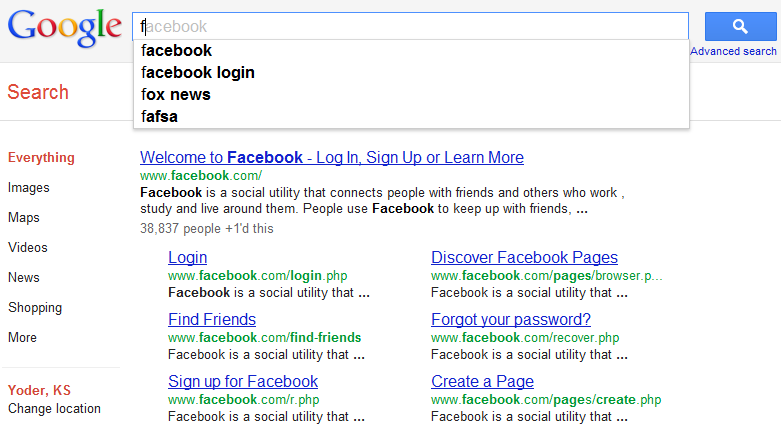 Google
facebook
facebook
facebook login
fox news
fafsa
Advanced search
Search
Everything
Images
Maps
Videos
News
Shopping
More
Yoder, KS
Change location
Welcome to Facebook - Log In, Sign Up or Learn More
www.facebook.com/
Facebook is a social utility that connects people with friends and others who work ,
study and live around them. People use Facebook to keep up with friends, ...
38,837 people +1'd this
Login
www.facebook.com/login.php
Facebook is a social utility that ...
Discover Facebook Pages
www.facebook.com/pages/browser.p...
Facebook is a social utility that ...
Find Friends
www.facebook.com/find-friends
Facebook is a social utility that ...
Forgot your password?
www.facebook.com/recover.php
Facebook is a social utility that ...
Sign up for Facebook
www.facebook.com/r.php
Facebook is a social utility that ...
Create a Page
www.facebook.com/pages/create.php
Facebook is a social utility that ...